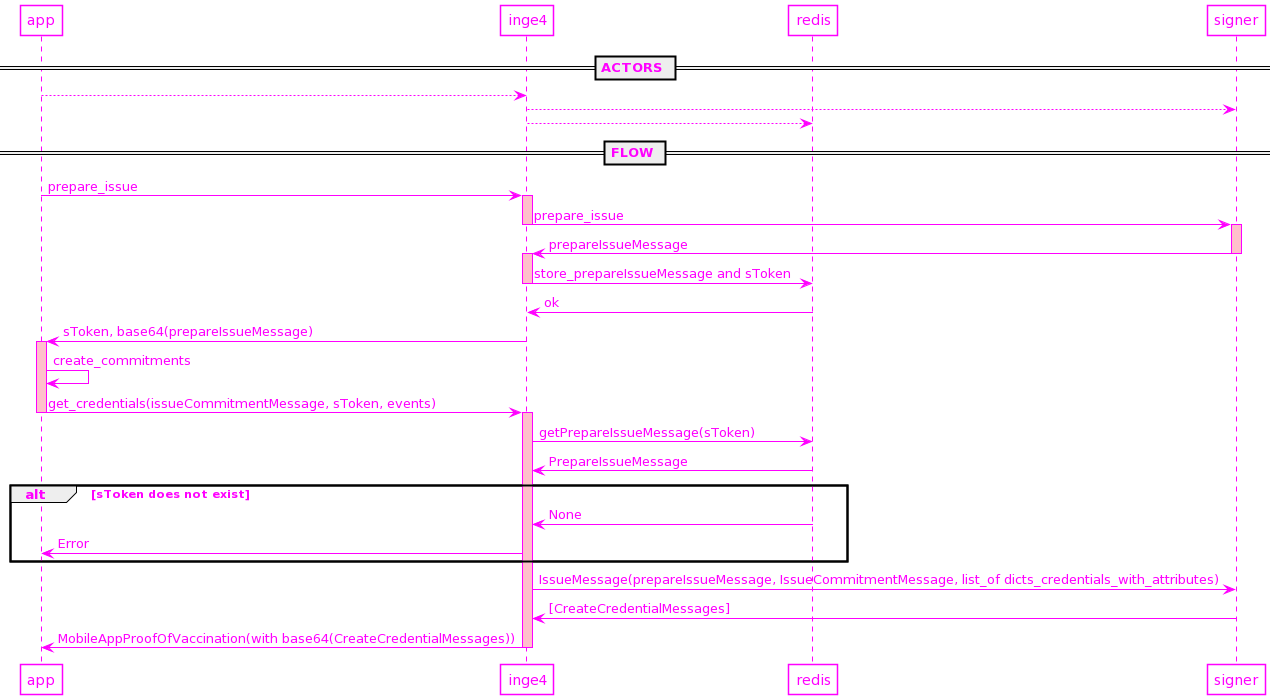 app inge4 redis signer
ACTORS
FLOW
prepare_issue
prepare_issue
prepareIssueMessage
store_prepareIssueMessage and sToken
ok
sToken, base64(prepareIssueMessage)
create_commitments
get_credentials(issueCommitmentMessage, sToken, events)
getPrepareIssueMessage(sToken)
PrepareIssueMessage
alt [sToken does not exist]
None
Error
IssueMessage(prepareIssueMessage, IssueCommitmentMessage, list_of dicts_credentials_with_attributes)
[CreateCredentialMessages]
MobileAppProofOfVaccination(with base64(CreateCredentialMessages))
app inge4 redis signer